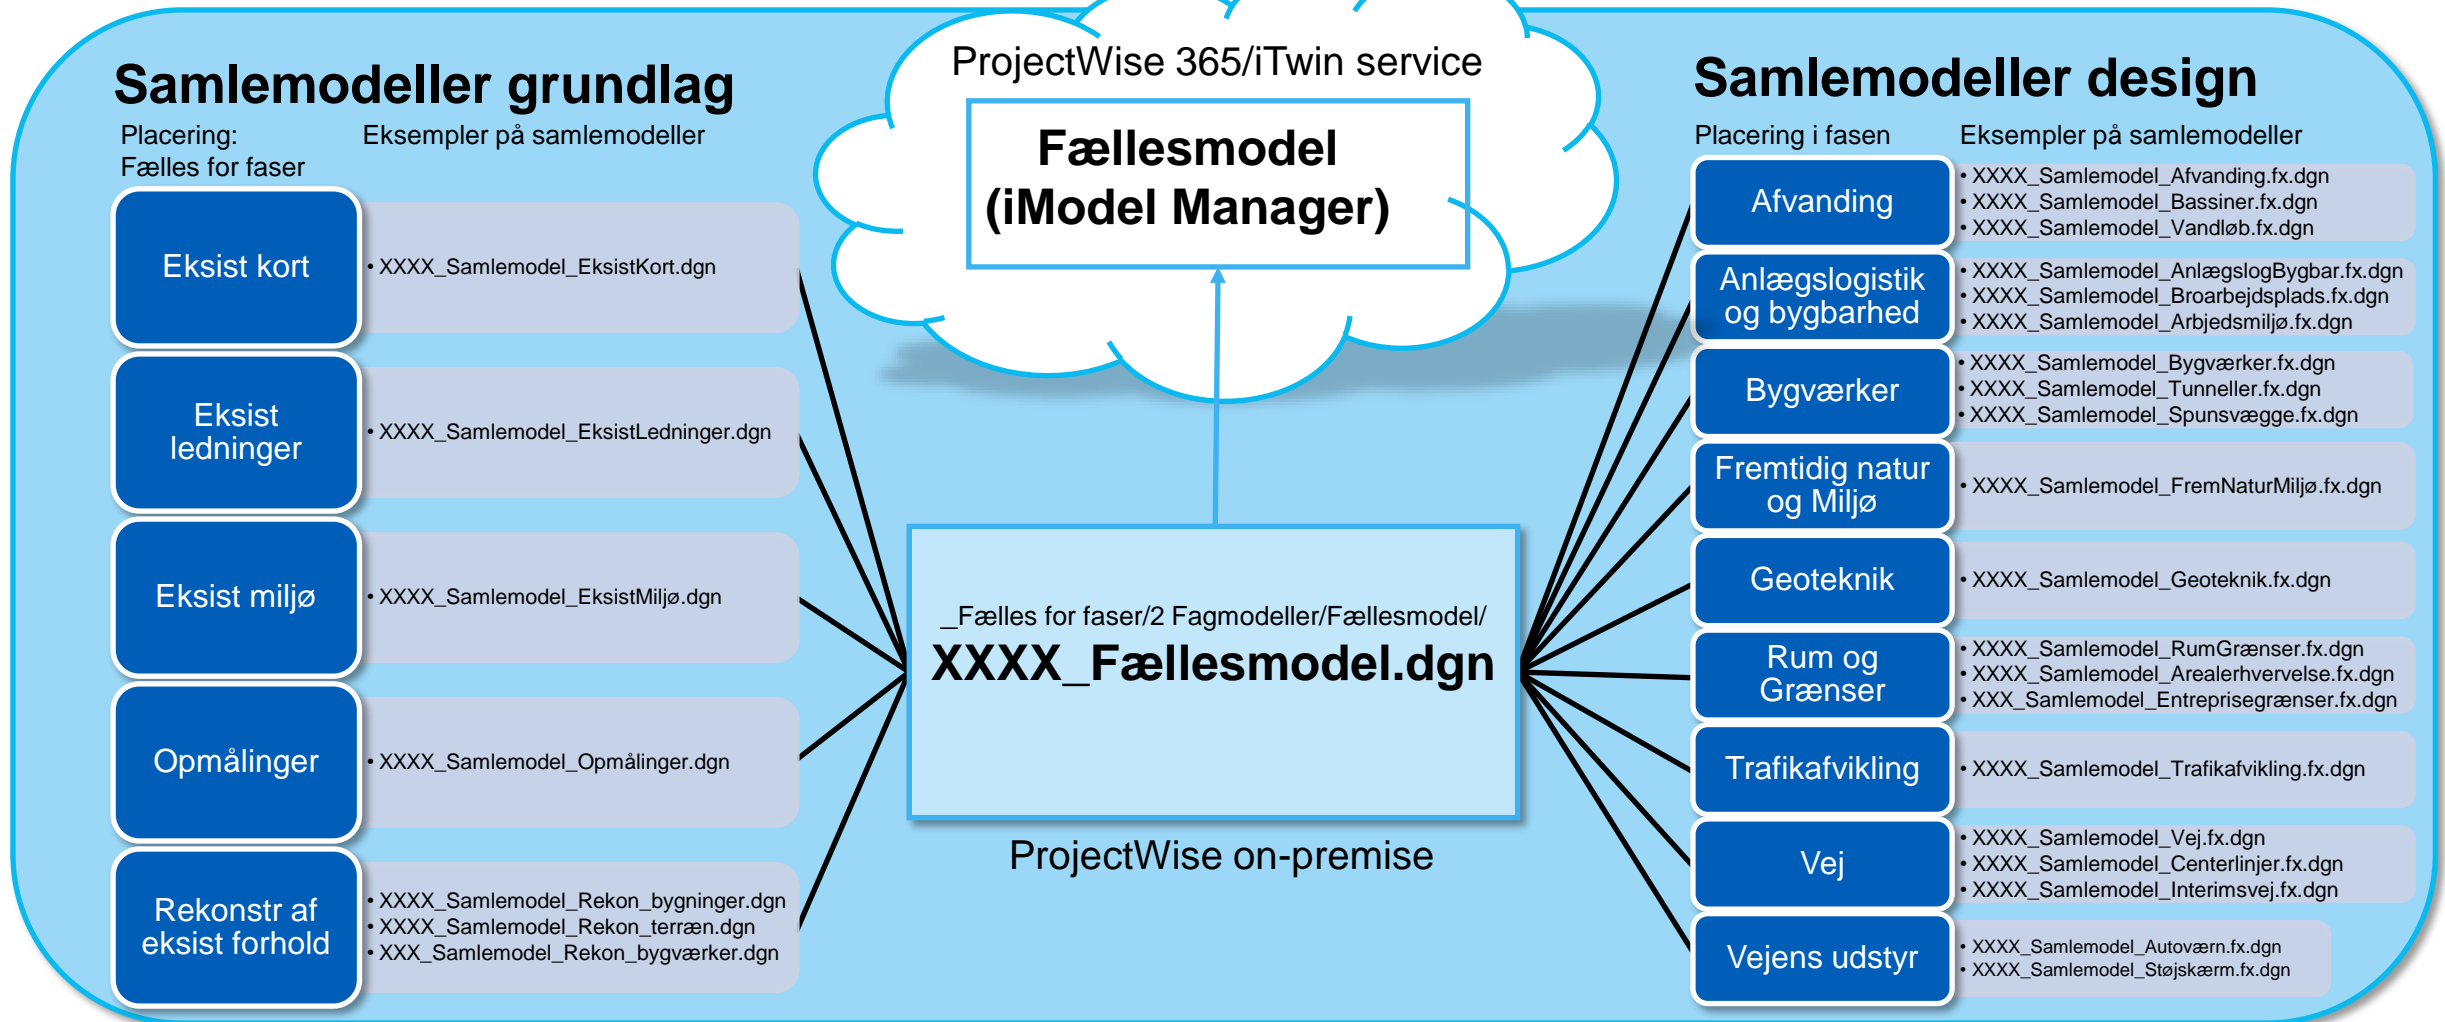 ProjectWise 365/iTwin service
Fællesmodel
(iModel Manager)
Samlemodeller grundlag
Placering:
Fælles for faser
Eksempler på samlemodeller
Eksist kort
• XXXX_Samlemodel_EksistKort.dgn
Eksist
ledninger
• XXXX_Samlemodel_EksistLedninger.dgn
Eksist miljø
• XXXX_Samlemodel_EksistMiljø.dgn
Opmålinger
• XXXX_Samlemodel_Opmålinger.dgn
Rekonstr af
eksist forhold
• XXXX_Samlemodel_Rekon_bygninger.dgn
• XXXX_Samlemodel_Rekon_terræn.dgn
• XXX_Samlemodel_Rekon_bygværker.dgn
_Fælles for faser/2 Fagmodeller/Fællesmodel/
XXXX_Fællesmodel.dgn
ProjectWise on-premise
Samlemodeller design
Placering i fasen
Eksempler på samlemodeller
Afvanding
• XXXX_Samlemodel_Afvanding.fx.dgn
• XXXX_Samlemodel_Bassiner.fx.dgn
• XXXX_Samlemodel_Vandløb.fx.dgn
Anlægslogistik
og bygbarhed
• XXXX_Samlemodel_AnlægslogBygbar.fx.dgn
• XXXX_Samlemodel_Broarbejdsplads.fx.dgn
• XXXX_Samlemodel_Arbjedsmiljø.fx.dgn
Bygværker
• XXXX_Samlemodel_Bygværker.fx.dgn
• XXXX_Samlemodel_Tunneller.fx.dgn
• XXXX_Samlemodel_Spunsvægge.fx.dgn
Fremtidig natur
og Miljø
• XXXX_Samlemodel_FremNaturMiljø.fx.dgn
Geoteknik
• XXXX_Samlemodel_Geoteknik.fx.dgn
Rum og
Grænser
• XXXX_Samlemodel_RumGrænser.fx.dgn
• XXXX_Samlemodel_Arealerhvervelse.fx.dgn
• XXX_Samlemodel_Entreprisegrænser.fx.dgn
Trafikafvikling
• XXXX_Samlemodel_Trafikafvikling.fx.dgn
Vej
• XXXX_Samlemodel_Vej.fx.dgn
• XXXX_Samlemodel_Centerlinjer.fx.dgn
• XXXX_Samlemodel_Interimsvej.fx.dgn
Vejens udstyr
• XXXX_Samlemodel_Autoværn.fx.dgn
• XXXX_Samlemodel_Støjskærm.fx.dgn